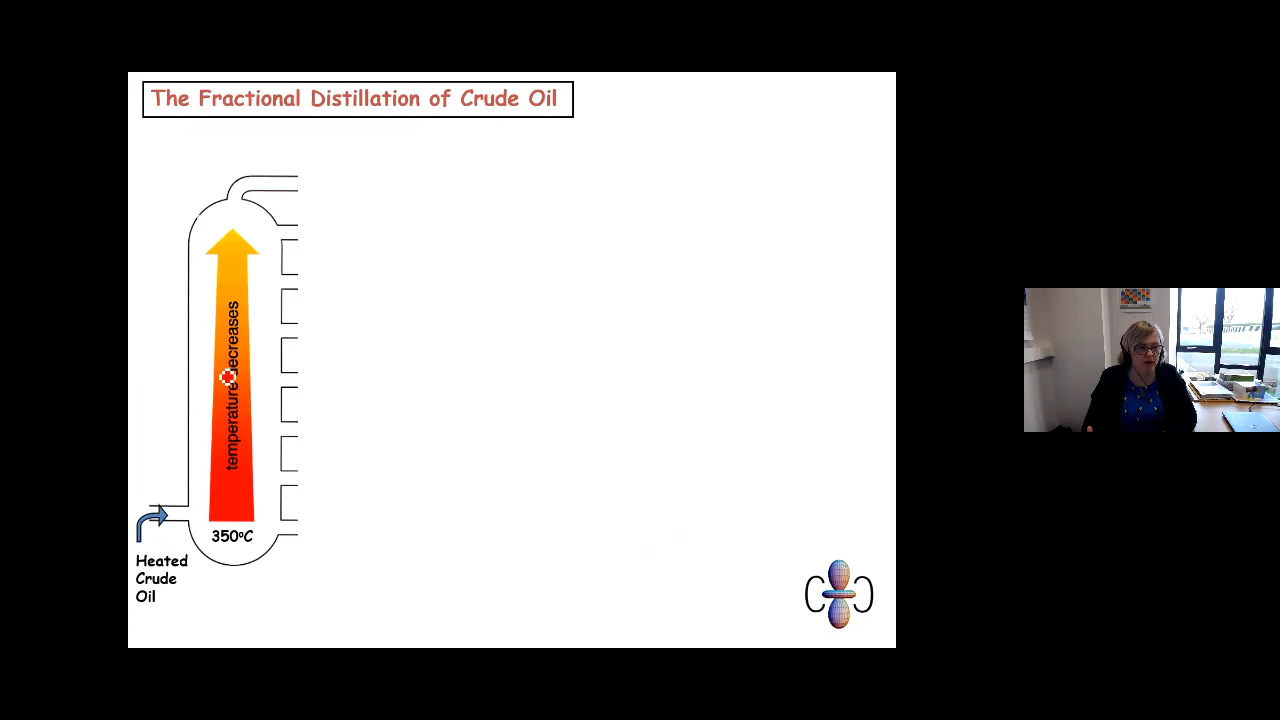 The Fractional Distillation of Crude Oil
temperature decreases
350°C
Heated
Crude
Oil